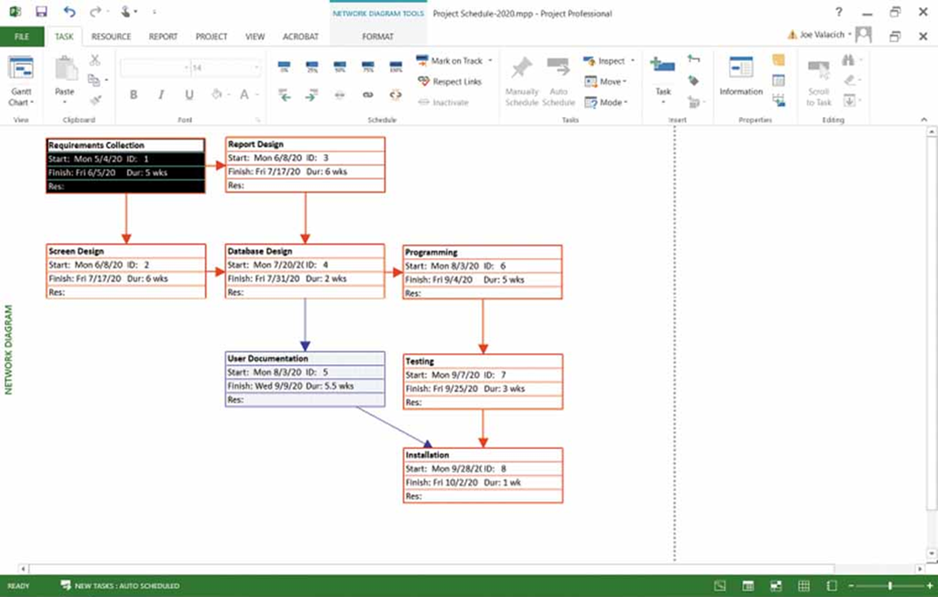 NETWORK DIAGRAM TOOLS
Project Schedule-2020.mpp - Project Professional
?
FILE
TASK
RESOURCE
REPORT
PROJECT
VIEW
ACROBAT
FORMAT
Joe Valacich
Gantt
Chart
Paste
14
B I U A
0% 25% 50% 75% 100%
Mark on Track
Respect Links
Inactivate
Manually
Schedule
Auto
Schedule
Inspect
Move
Mode
Task
Information
Scroll
to Task
View
Clipboard
Font
Schedule
Tasks
Insert
Properties
Editing
NETWORK DIAGRAM
Requirements Collection
Start: Mon 5/4/20 ID: 1
Finish: Fri 6/5/20 Dur: 5 wks
Res:
Report Design
Start: Mon 6/8/20 ID: 3
Finish: Fri 7/17/20 Dur: 6 wks
Res:
Screen Design
Start: Mon 6/8/20 ID: 2
Finish: Fri 7/17/20 Dur: 6 wks
Res:
Database Design
Start: Mon 7/20/2( ID: 4
Finish: Fri 7/31/20 Dur: 2 wks
Res:
Programming
Start: Mon 8/3/20 ID: 6
Finish: Fri 9/4/20 Dur: 5 wks
Res:
User Documentation
Start: Mon 8/3/20 ID: 5
Finish: Wed 9/9/20 Dur: 5.5 wks
Res:
Testing
Start: Mon 9/7/20 ID: 7
Finish: Fri 9/25/20 Dur: 3 wks
Res:
Installation
Start: Mon 9/28/2( ID: 8
Finish: Fri 10/2/20 Dur: 1 wk
Res:
READY
NEW TASKS : AUTO SCHEDULED